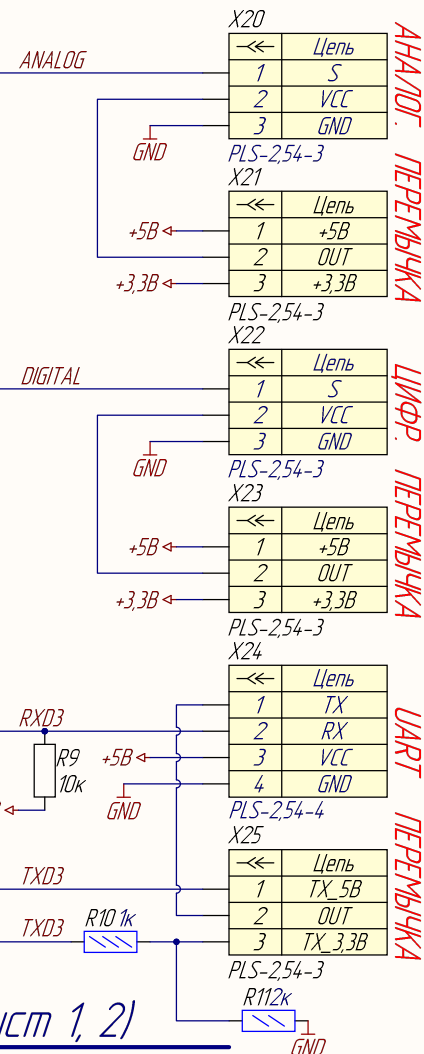 X20
Цепь
ANALOG
1 S
2 VCC
3 GND
GND
PLS-2,54-3
АНАЛОГ.
X21
Цепь
+5В 1 +5В
2 OUT
+3,3В 3 +3,3В
PLS-2,54-3
ПЕРЕМЫЧКА
X22
Цепь
DIGITAL
1 S
2 VCC
3 GND
GND
PLS-2,54-3
ЦИФР.
X23
Цепь
+5В 1 +5В
2 OUT
+3,3В 3 +3,3В
PLS-2,54-3
ПЕРЕМЫЧКА
X24
Цепь
1 TX
RXD3 2 RX
R9
10к
+5В 3 VCC
4 GND
GND
PLS-2,54-4
UART
X25
Цепь
TXD3 1 TX_5В
2 OUT
TXD3 R10 1к 3 TX_3,3В
PLS-2,54-3
ПЕРЕМЫЧКА
R11 2к
GND
ист 1, 2)